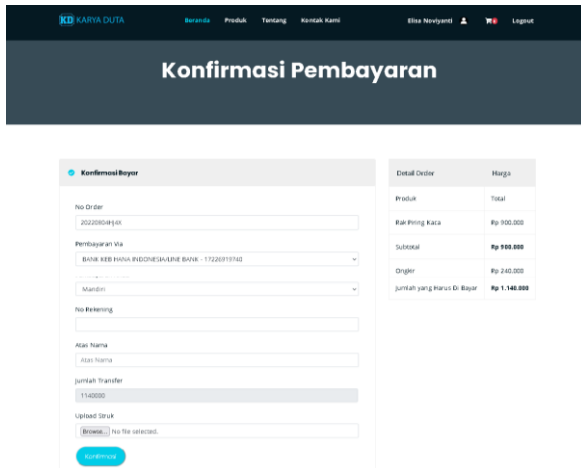 KD KARYA DUTA
Beranda Produk Tentang Kontak Kami Elisa Noviyanti 0 Logout
Konfirmasi Pembayaran
Konfirmasi Bayar
No Order
20220804HJ4X
Pembayaran Via
BANK KEB HANA INDONESIA/LINE BANK - 17226919740
Mandiri
No Rekening
Atas Nama
Atas Nama
Jumlah Transfer
1140000
Upload Struk
Browse... No file selected.
Konfirmasi
Detail Order Harga
Produk Total
Rak Piring Kaca Rp 900.000
Subtotal Rp 900.000
Ongkir Rp 240.000
Jumlah yang Harus Di Bayar Rp 1.140.000